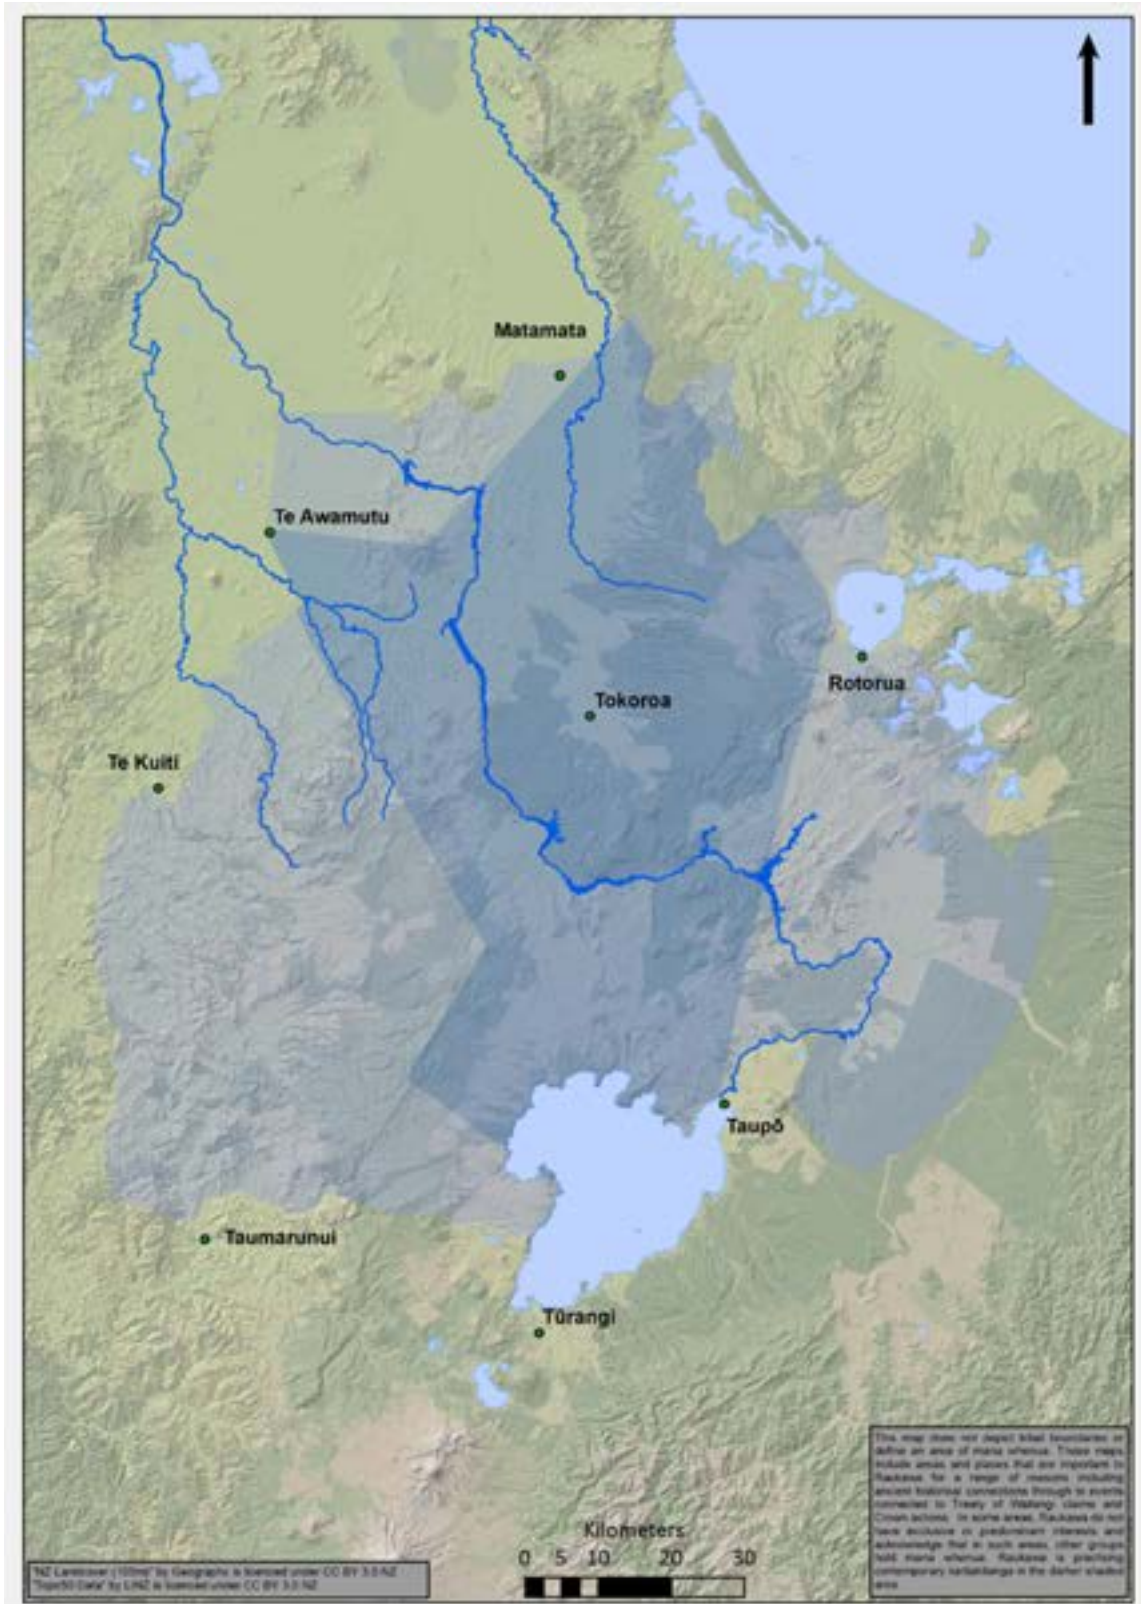 Matamata
Te Awamutu
Tokoroa
Rotorua
Te Kuiti
Taupō
Taumarunui
Tūrangi
This map does not depict tribal boundaries or
define an area of mana whenua. These maps
include areas and places that are important to
Raukawa for a range of reasons including
ancient historical connections through to events
connected to Treaty of Waitangi claims and
Crown actions. In some areas, Raukawa do not
have exclusive or predominant interests and
acknowledge that in such areas, other groups
hold mana whenua. Raukawa is practising
contemporary kaitiakitanga in the darker shaded
area
Kilometers
0 5 10 20 30
"NZ Landcover (100m)" by Geographx is licenced under CC BY 3.0 NZ
"Topo50 Data" by LINZ is licenced under CC BY 3.0 NZ